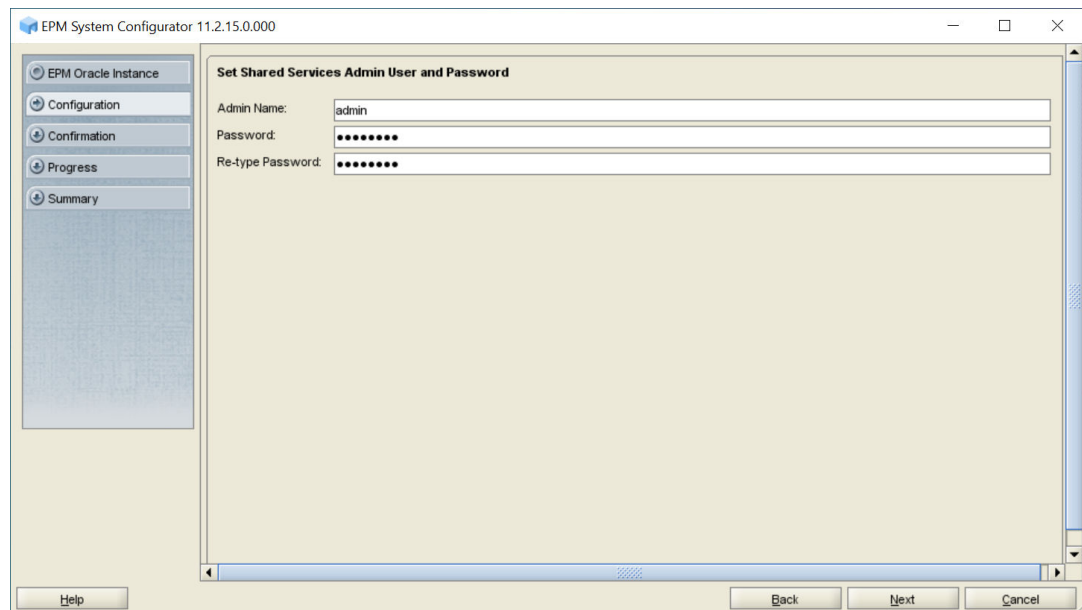 EPM System Configurator 11.2.15.0.000
EPM Oracle Instance
Configuration
Confirmation
Progress
Summary
Set Shared Services Admin User and Password
Admin Name: admin
Password: ●●●●●●●●
Re-type Password: ●●●●●●●●
Help Back Next Cancel